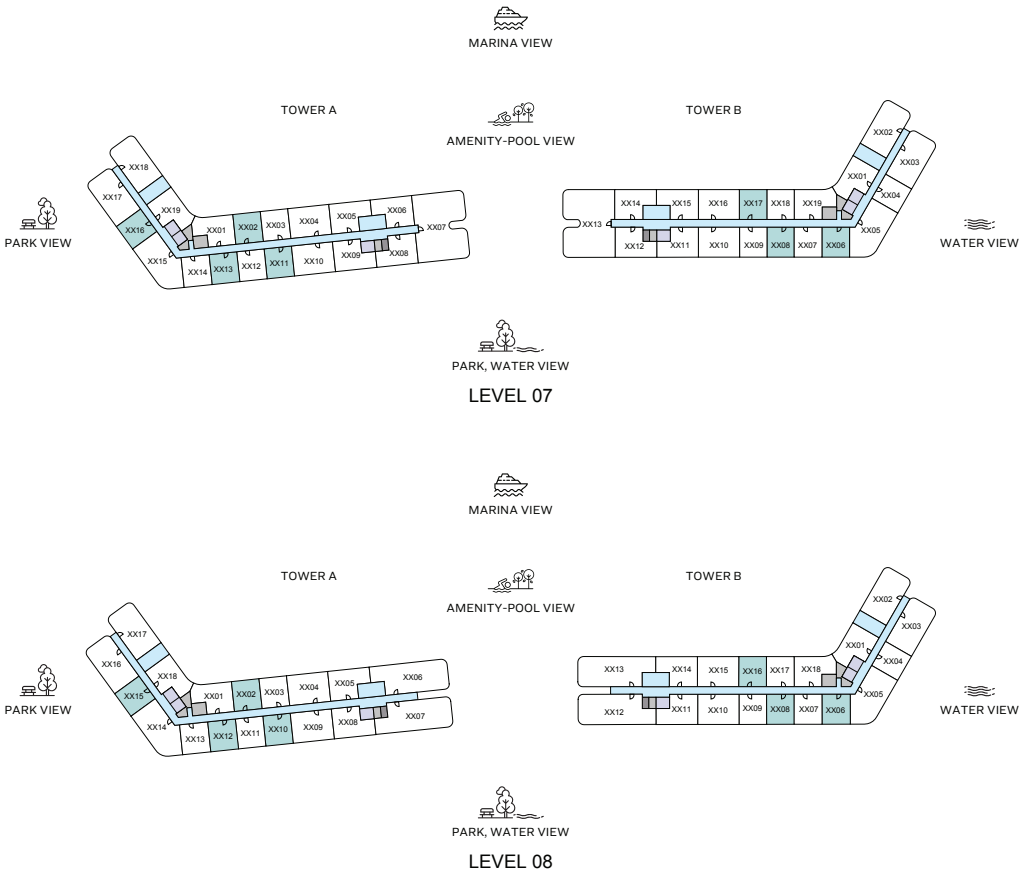 MARINA VIEW
TOWER A
TOWER B
AMENITY-POOL VIEW
PARK VIEW
WATER VIEW
XX18
XX17
XX19
XX16
XX15
XX01
XX02
XX03
XX04
XX05
XX06
XX07
XX14
XX13
XX12
XX11
XX10
XX09
XX08
XX02
XX03
XX01
XX04
XX05
XX14
XX15
XX16
XX17
XX18
XX19
XX13
XX12
XX11
XX10
XX09
XX08
XX07
XX06
PARK, WATER VIEW
LEVEL 07
MARINA VIEW
TOWER A
TOWER B
AMENITY-POOL VIEW
PARK VIEW
WATER VIEW
XX17
XX16
XX18
XX15
XX14
XX01
XX02
XX03
XX04
XX05
XX06
XX13
XX12
XX11
XX10
XX09
XX08
XX07
XX02
XX03
XX01
XX04
XX05
XX13
XX14
XX15
XX16
XX17
XX18
XX12
XX11
XX10
XX09
XX08
XX07
XX06
PARK, WATER VIEW
LEVEL 08